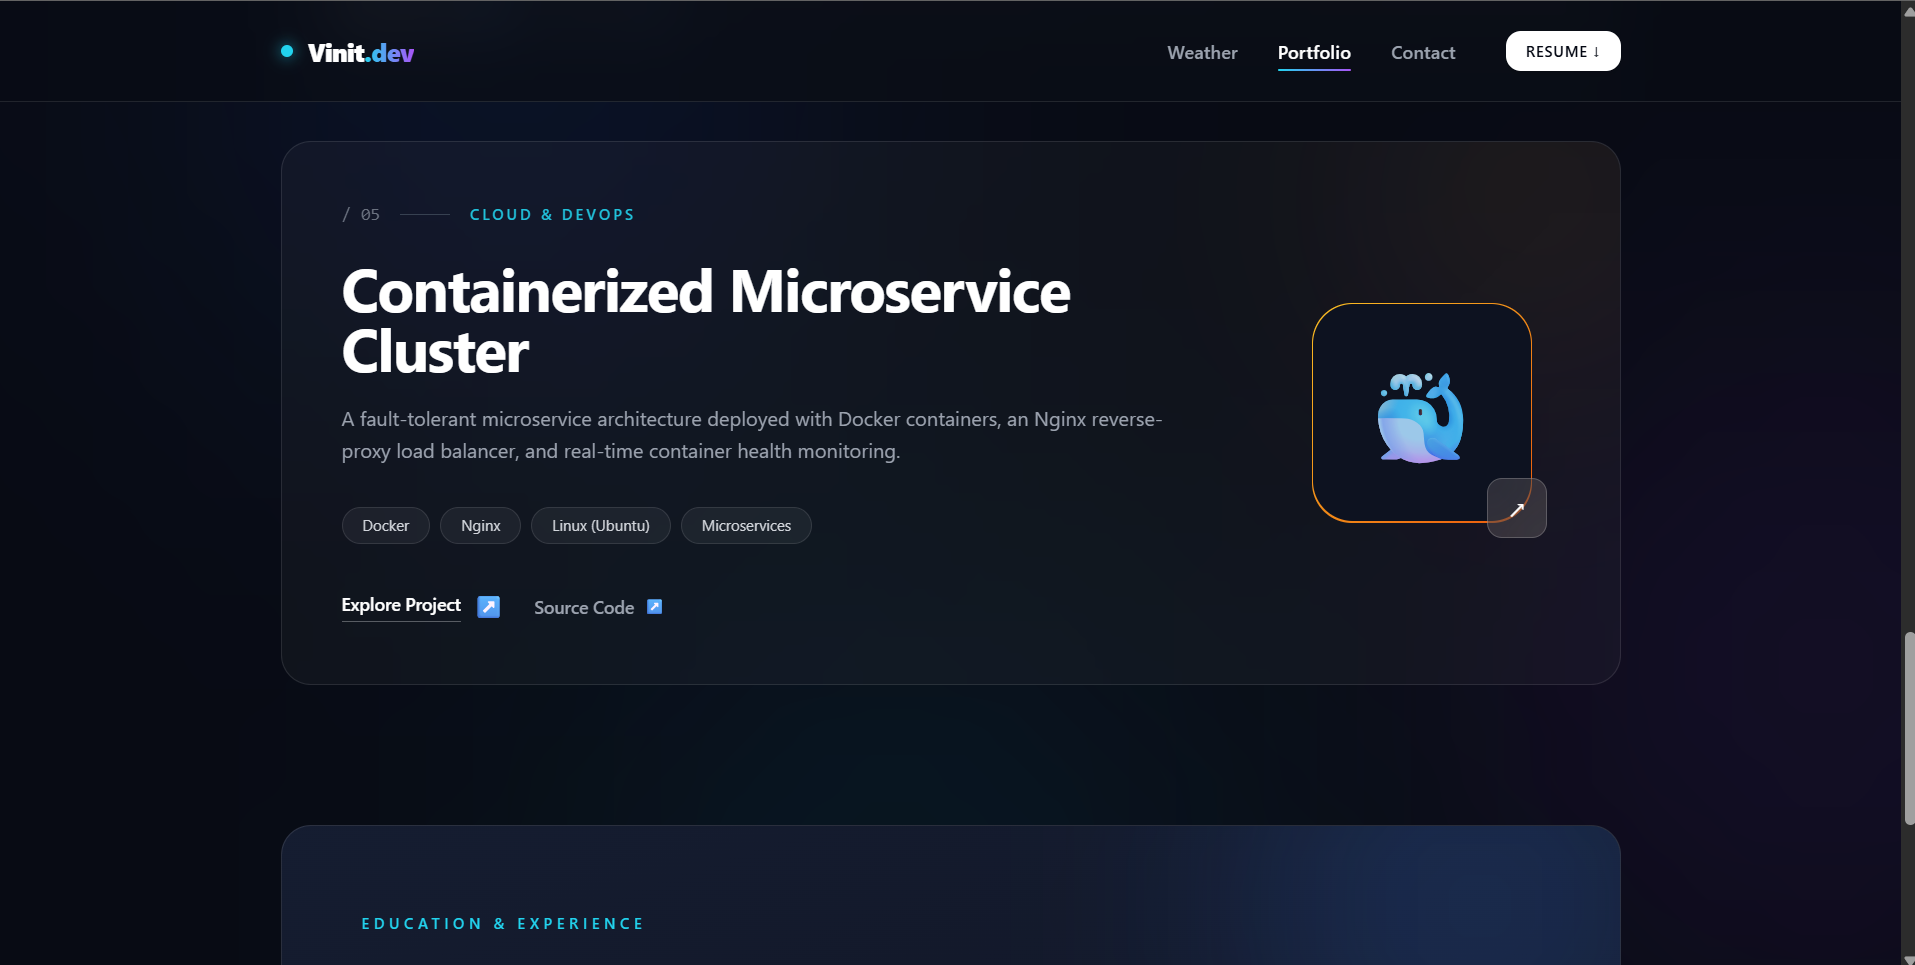 Vinit.dev
Weather
Portfolio
Contact
RESUME ↓
/ 05
CLOUD & DEVOPS
Containerized Microservice
Cluster
A fault-tolerant microservice architecture deployed with Docker containers, an Nginx reverse-
proxy load balancer, and real-time container health monitoring.
Docker
Nginx
Linux (Ubuntu)
Microservices
Explore Project ↗
Source Code ↗
↗
EDUCATION & EXPERIENCE